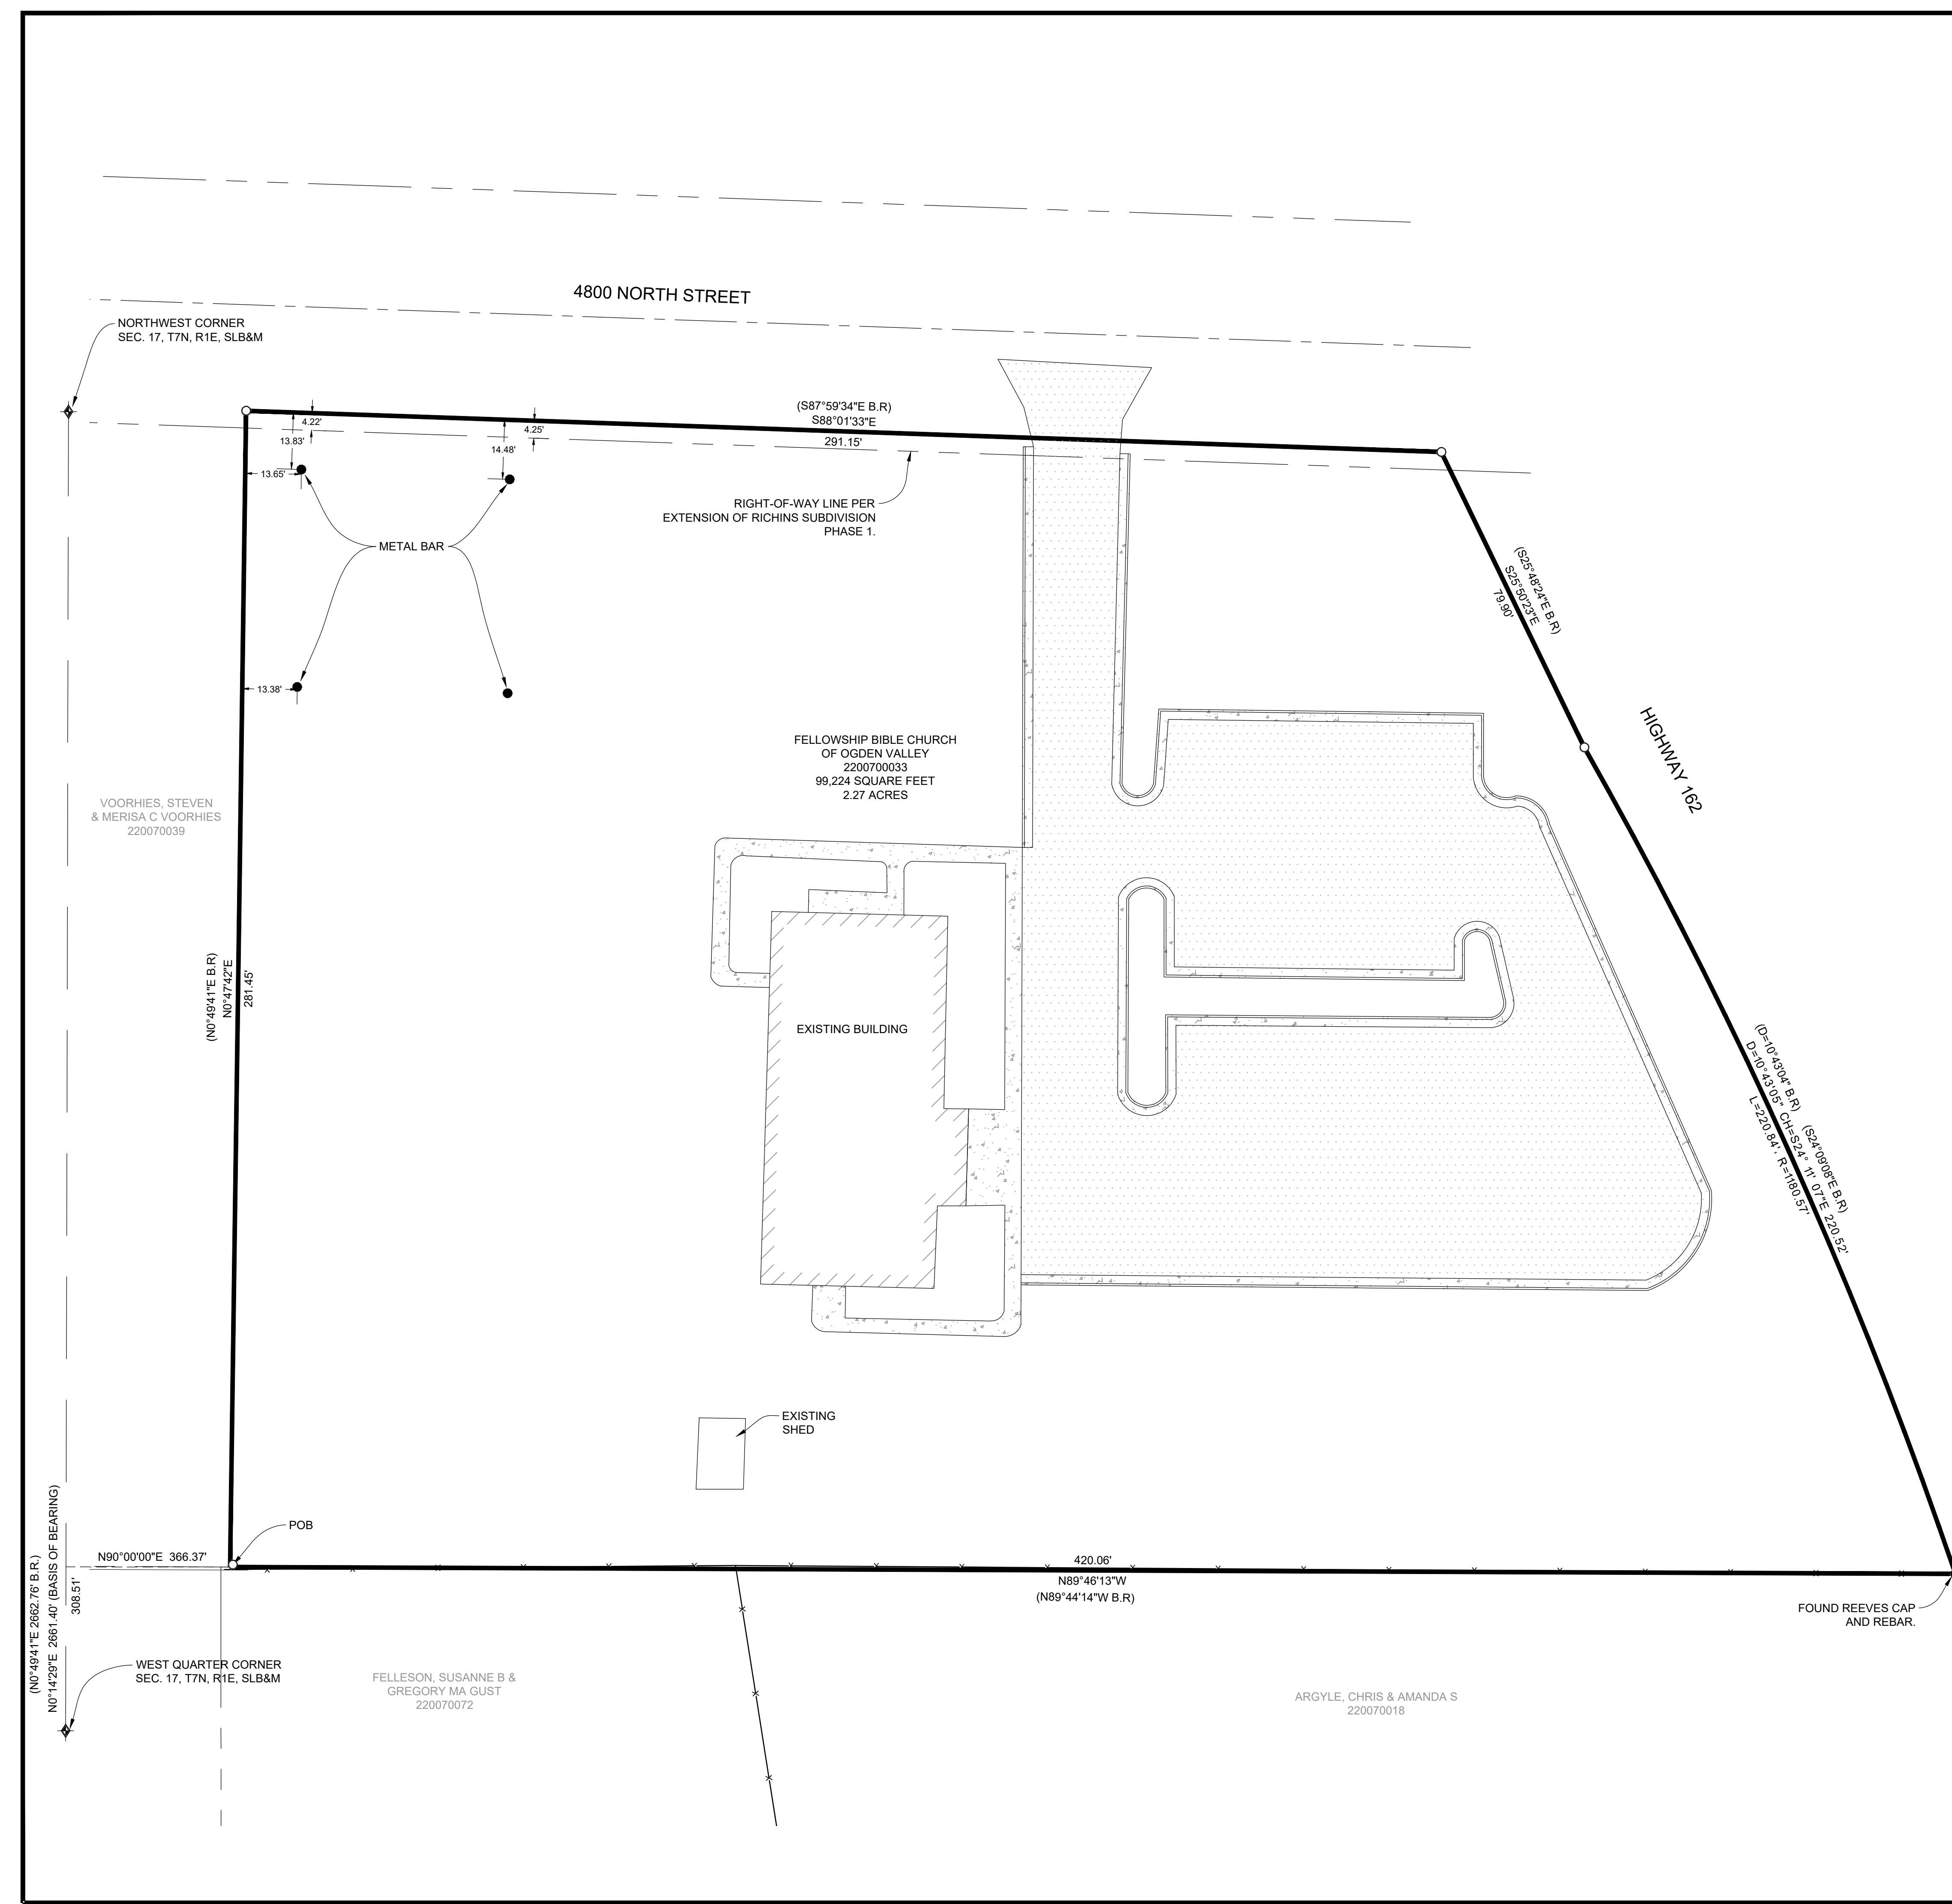 4800 NORTH STREET
NORTHWEST CORNER
SEC. 17, T7N, R1E, SLB&M
(S87°59'34"E B.R)
S88°01'33"E
291.15'
4.22'
13.83'
13.65'
4.25'
14.48'
RIGHT-OF-WAY LINE PER
EXTENSION OF RICHINS SUBDIVISION
PHASE 1.
METAL BAR
13.38'
(S25°48'24"E B.R)
S25°50'23"E
79.90'
HIGHWAY 162
FELLOWSHIP BIBLE CHURCH
OF OGDEN VALLEY
2200700033
99,224 SQUARE FEET
2.27 ACRES
VOORHIES, STEVEN
& MERISA C VOORHIES
220070039
(N0°49'41"E B.R)
N0°47'42"E
281.45'
EXISTING BUILDING
(D=10°43'04" B.R) (S24°09'08"E B.R)
D=10°43'05" CH=S24° 11' 07"E 220.52'
L=220.84', R=1180.57'
EXISTING
SHED
POB
N90°00'00"E 366.37'
420.06'
N89°46'13"W
(N89°44'14"W B.R)
FOUND REEVES CAP
AND REBAR.
(N0°49'41"E 2662.76' B.R.)
N0°14'29"E 2661.40' (BASIS OF BEARING)
308.51'
WEST QUARTER CORNER
SEC. 17, T7N, R1E, SLB&M
FELLESON, SUSANNE B &
GREGORY MA GUST
220070072
ARGYLE, CHRIS & AMANDA S
220070018